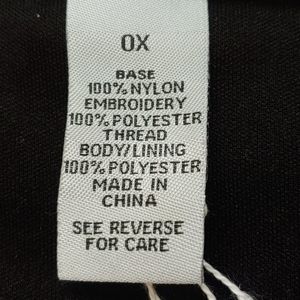 0X
BASE
100% NYLON
EMBROIDERY
100% POLYESTER
THREAD
BODY/LINING
100% POLYESTER
MADE IN
CHINA
SEE REVERSE
FOR CARE